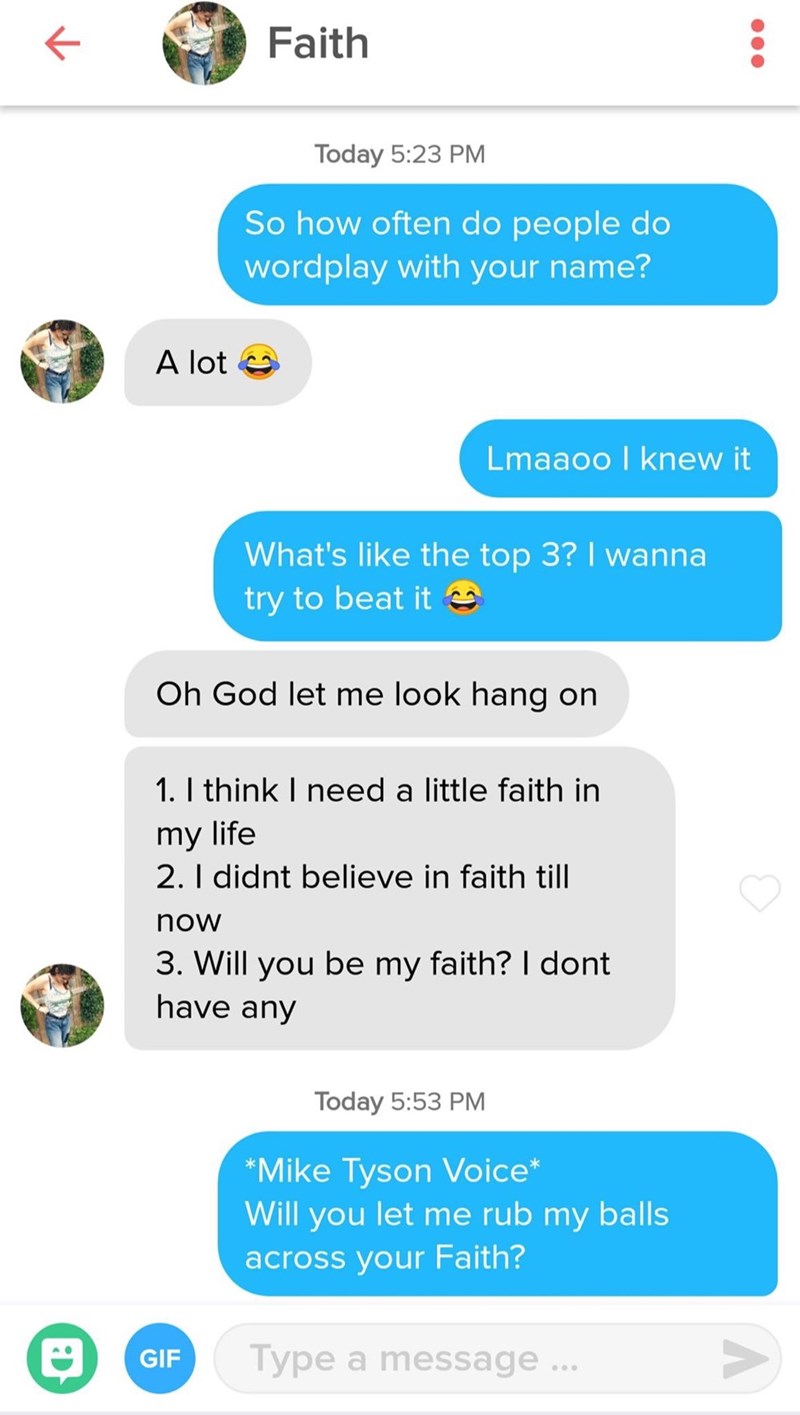 Faith
Today 5:23 PM
So how often do people do
wordplay with your name?
A lot 😂
Lmaaoo I knew it
What's like the top 3? I wanna
try to beat it 😂
Oh God let me look hang on
1. I think I need a little faith in
my life
2. I didnt believe in faith till
now
3. Will you be my faith? I dont
have any
Today 5:53 PM
*Mike Tyson Voice*
Will you let me rub my balls
across your Faith?
GIF
Type a message ...